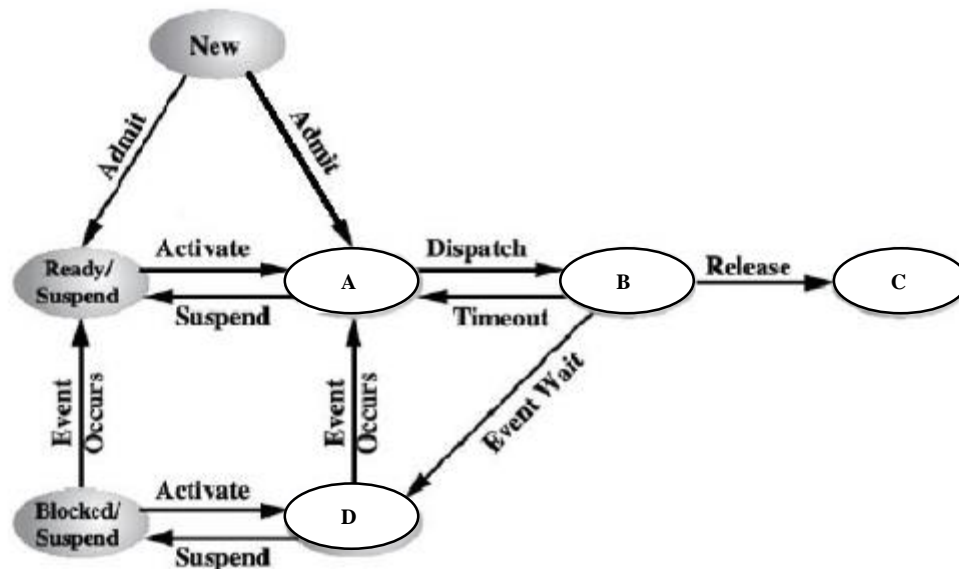 New
Admit
Admit
Ready/
Suspend
Activate
Suspend
A
Dispatch
Timeout
B
Release
C
Event
Occurs
Event
Occurs
Event Wait
Blocked/
Suspend
Activate
Suspend
D